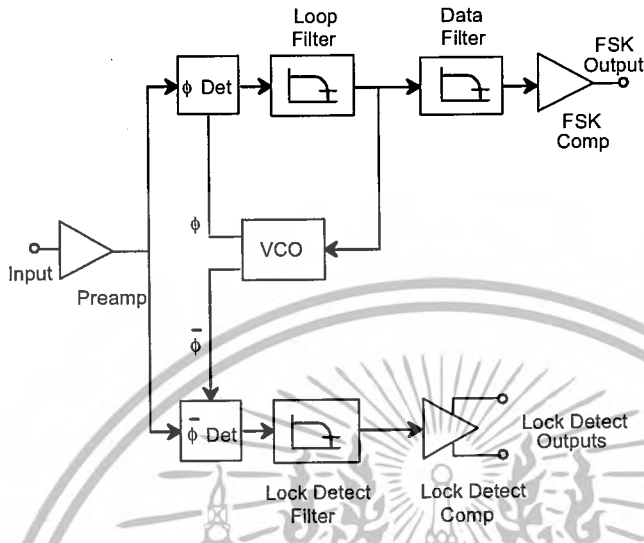 Loop
Filter
Data
Filter
FSK
Output
ϕ Det
FSK
Comp
ϕ
VCO
Input
Preamp
ϕ̅
ϕ̅ Det
Lock Detect
Outputs
Lock Detect
Filter
Lock Detect
Comp